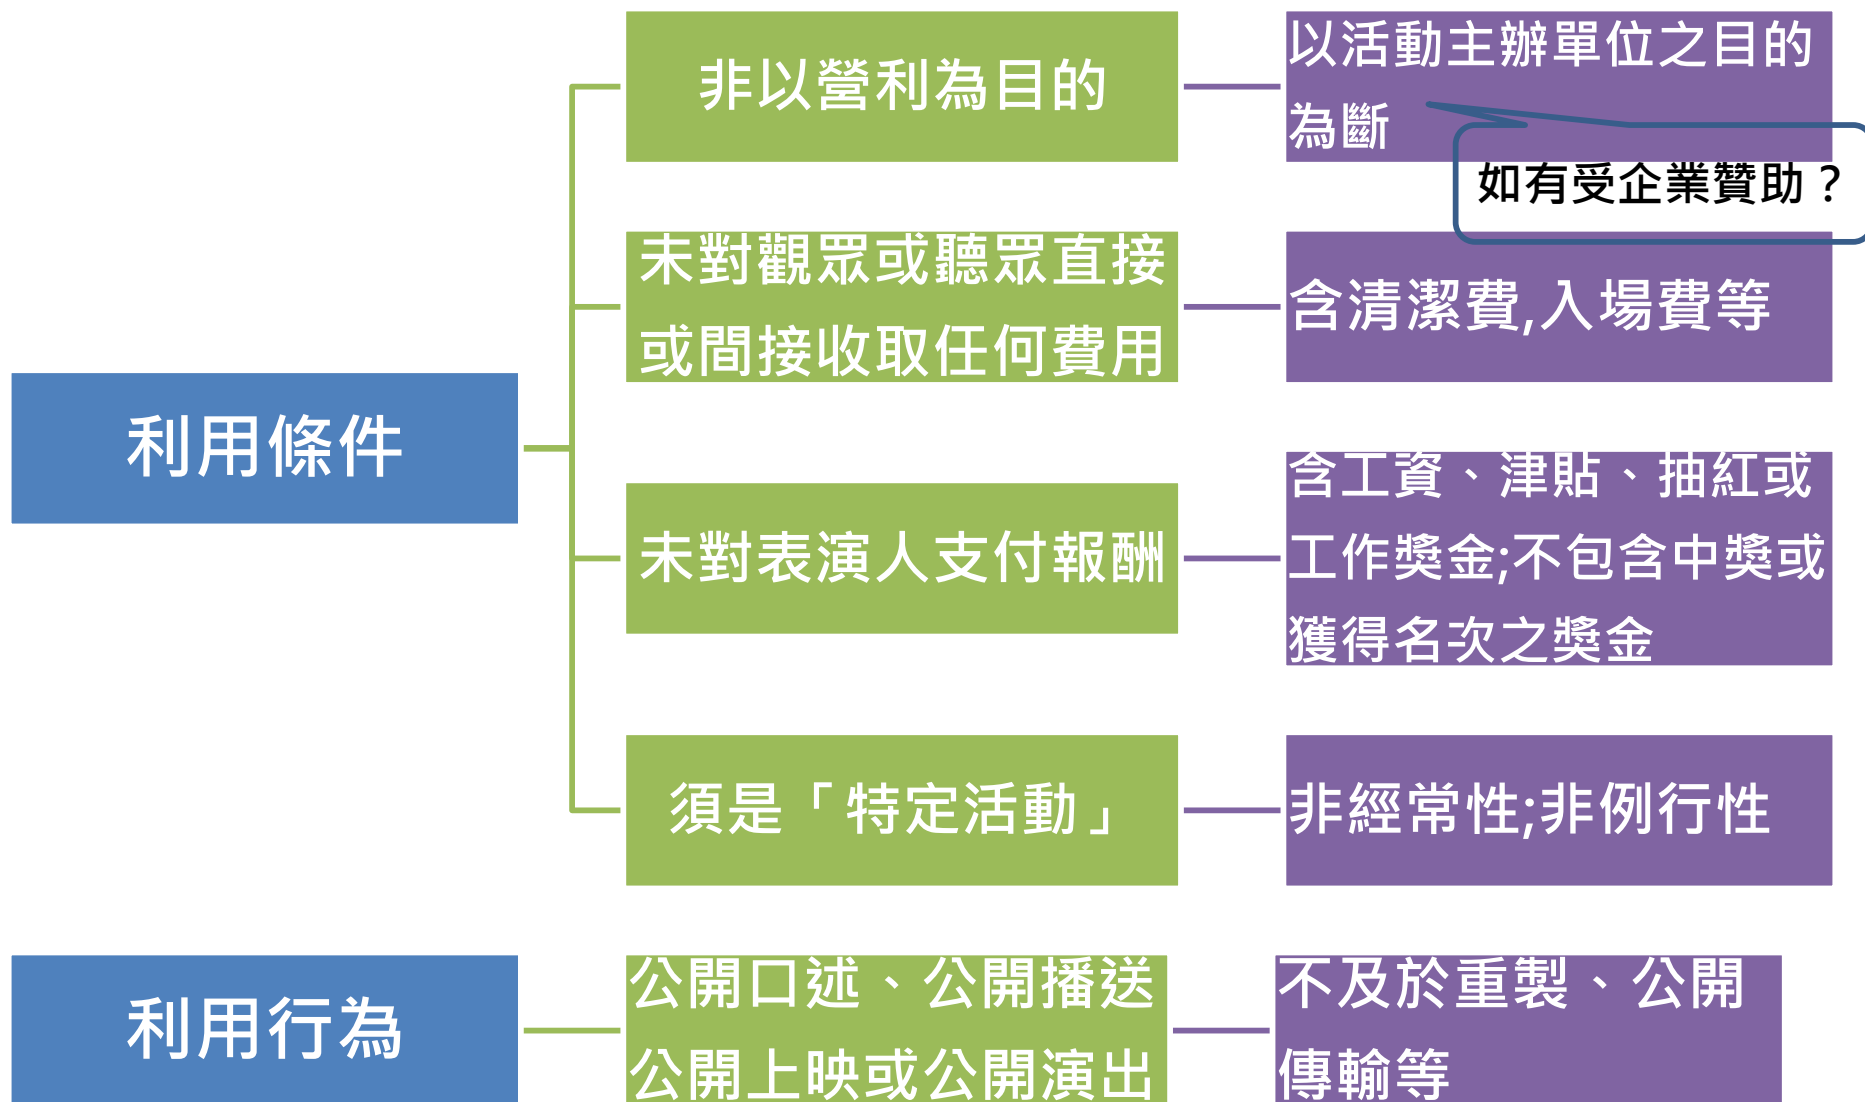 非以營利為目的
以活動主辦單位之目的
為斷
如有受企業贊助？
未對觀眾或聽眾直接
或間接收取任何費用
含清潔費,入場費等
利用條件
未對表演人支付報酬
含工資、津貼、抽紅或
工作獎金;不包含中獎或
獲得名次之獎金
須是「特定活動」
非經常性;非例行性
利用行為
公開口述、公開播送
公開上映或公開演出
不及於重製、公開
傳輸等